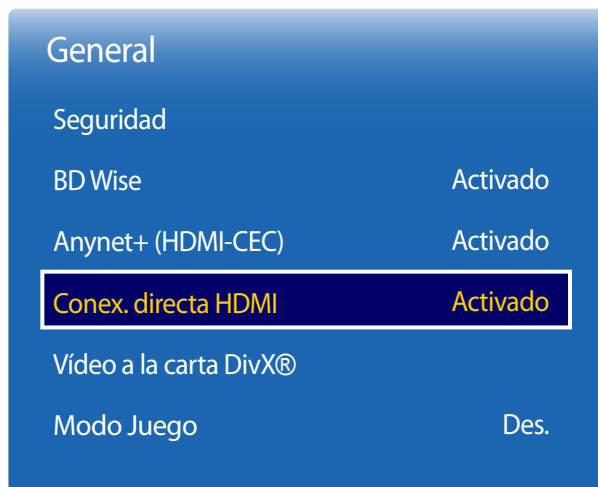 General
Seguridad
BD Wise Activado
Anynet+ (HDMI-CEC) Activado
Conex. directa HDMI Activado
Vídeo a la carta DivX®
Modo Juego Des.